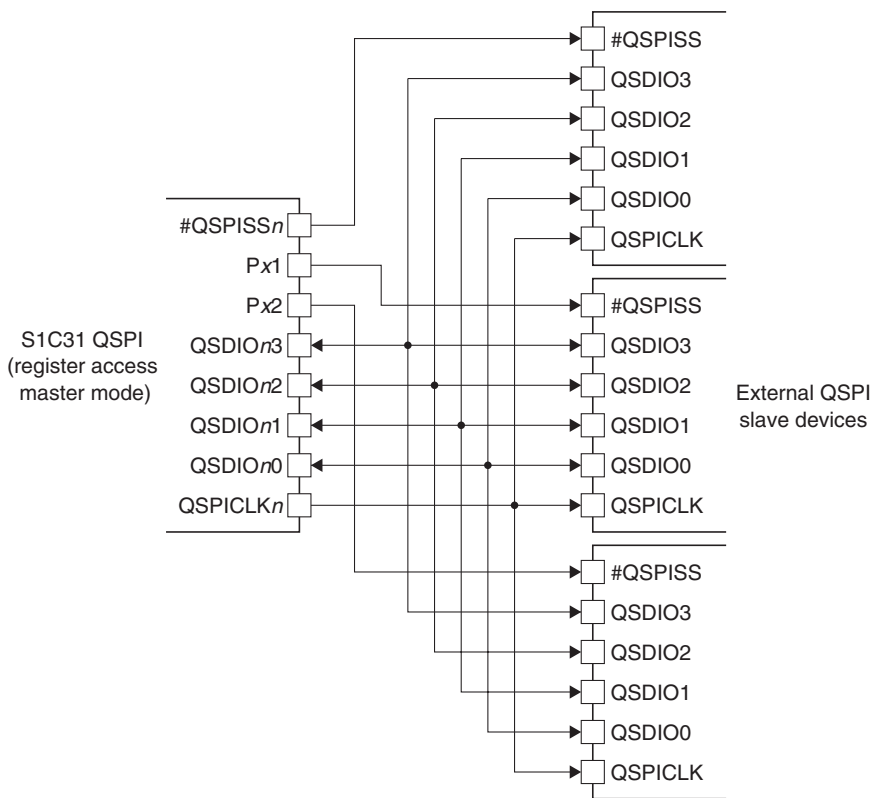 #QSPISS
QSDIO3
QSDIO2
QSDIO1
QSDIO0
QSPICLK
#QSPISSn
Px1
Px2
QSDIOn3
QSDIOn2
QSDIOn1
QSDIOn0
QSPICLKn
S1C31 QSPI
(register access
master mode)
#QSPISS
QSDIO3
QSDIO2
QSDIO1
QSDIO0
QSPICLK
External QSPI
slave devices
#QSPISS
QSDIO3
QSDIO2
QSDIO1
QSDIO0
QSPICLK